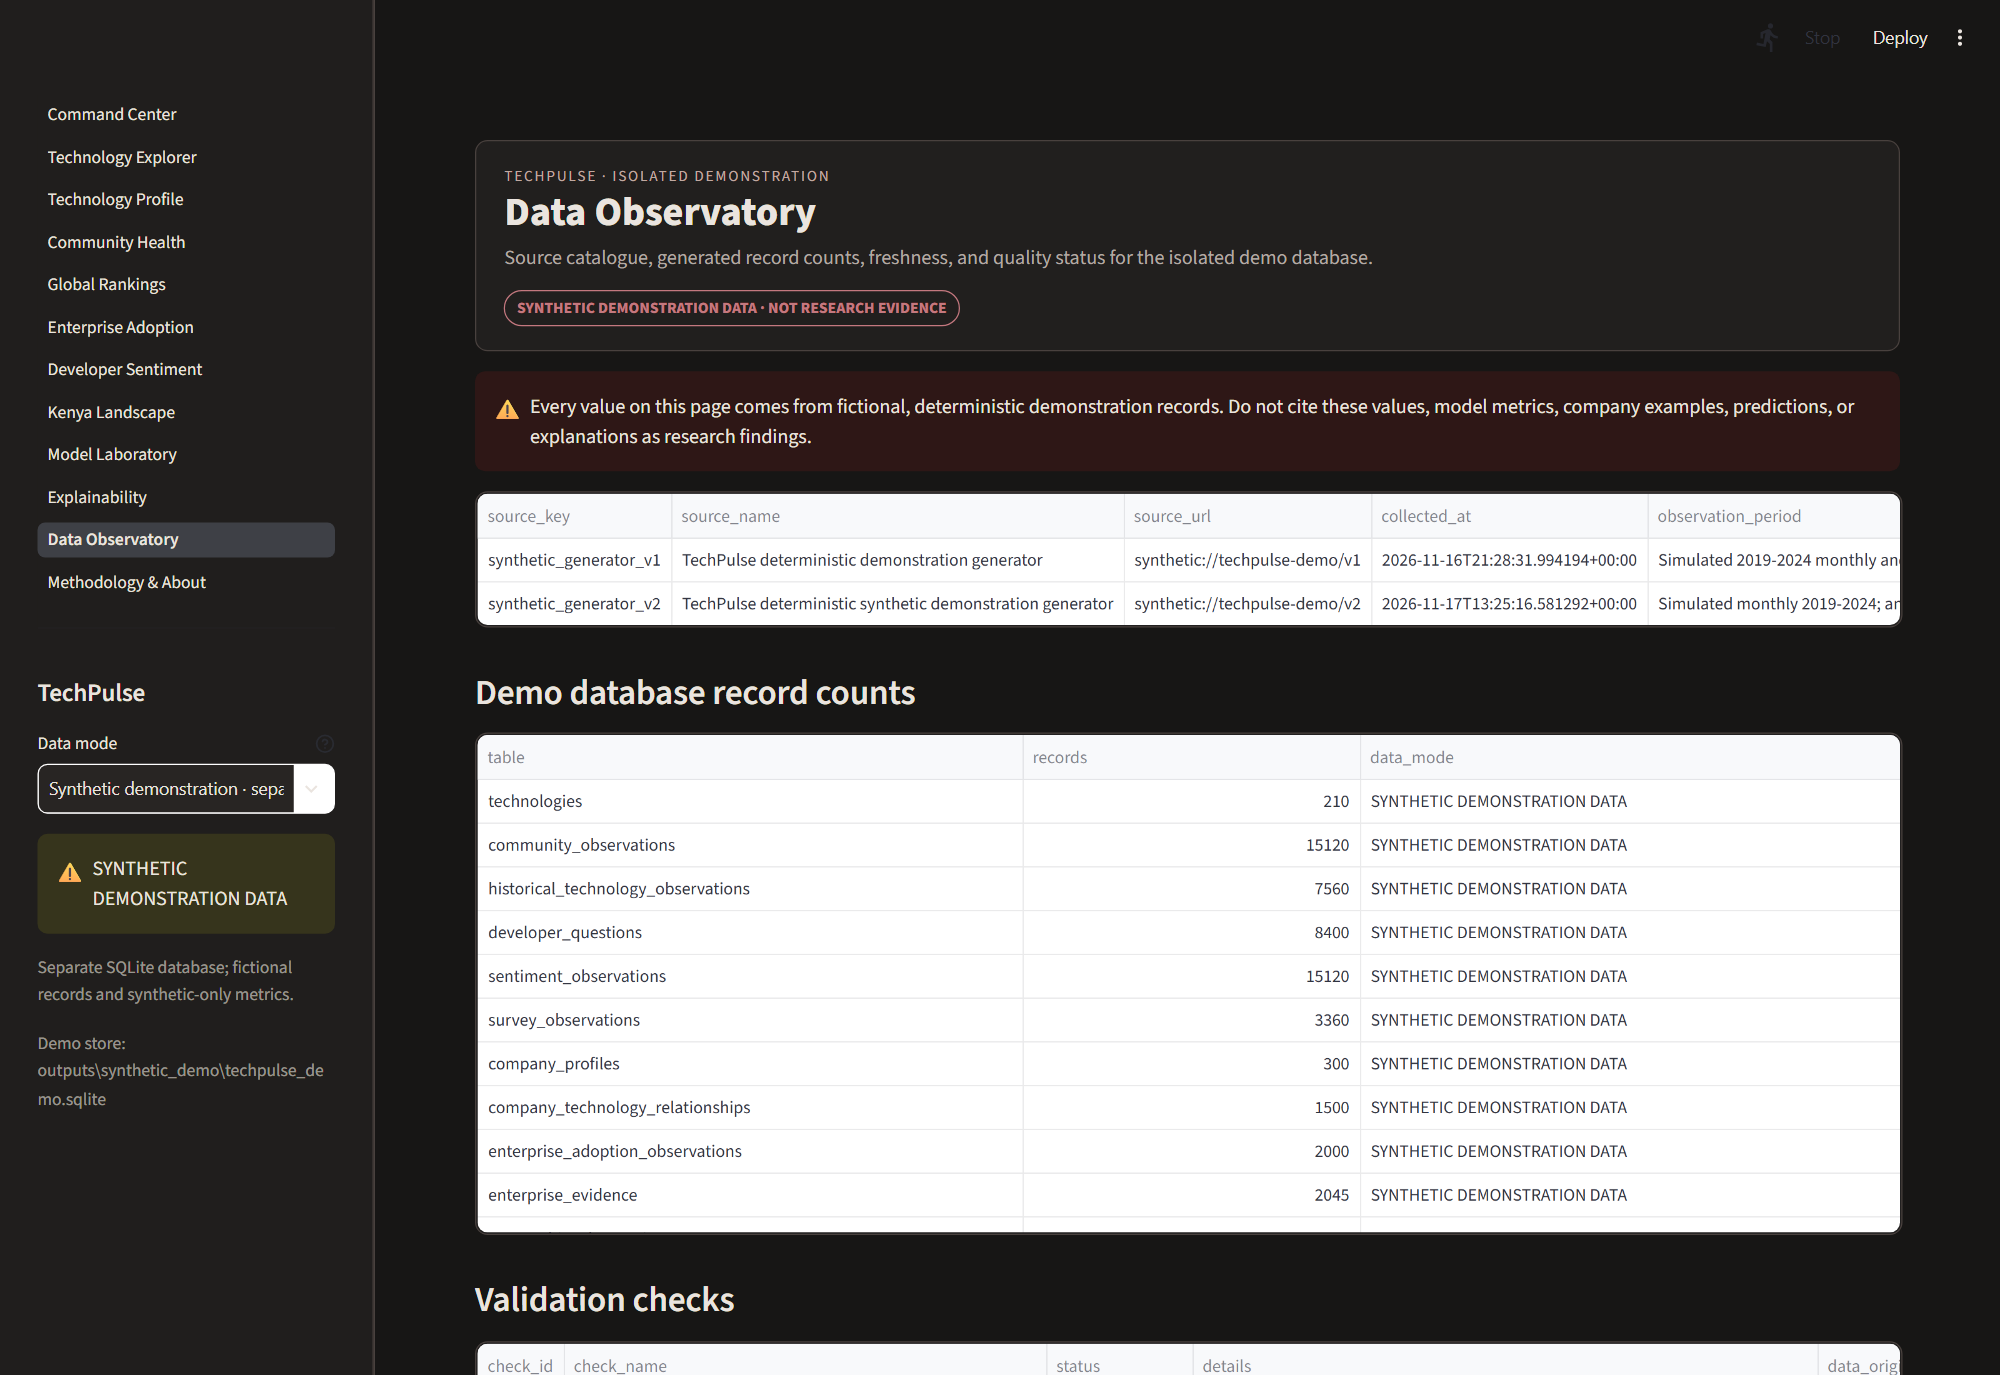 Stop
Deploy
Command Center
Technology Explorer
Technology Profile
Community Health
Global Rankings
Enterprise Adoption
Developer Sentiment
Kenya Landscape
Model Laboratory
Explainability
Data Observatory
Methodology & About
TechPulse
Data mode
Synthetic demonstration · sepa
SYNTHETIC
DEMONSTRATION DATA
Separate SQLite database; fictional
records and synthetic-only metrics.
Demo store:
outputs\synthetic_demo\techpulse_de
mo.sqlite
TECHPULSE · ISOLATED DEMONSTRATION
Data Observatory
Source catalogue, generated record counts, freshness, and quality status for the isolated demo database.
SYNTHETIC DEMONSTRATION DATA · NOT RESEARCH EVIDENCE
Every value on this page comes from fictional, deterministic demonstration records. Do not cite these values, model metrics, company examples, predictions, or
explanations as research findings.
source_key source_name source_url collected_at observation_period
synthetic_generator_v1 TechPulse deterministic demonstration generator synthetic://techpulse-demo/v1 2026-11-16T21:28:31.994194+00:00 Simulated 2019-2024 monthly an
synthetic_generator_v2 TechPulse deterministic synthetic demonstration generator synthetic://techpulse-demo/v2 2026-11-17T13:25:16.581292+00:00 Simulated monthly 2019-2024; an
Demo database record counts
table records data_mode
technologies 210 SYNTHETIC DEMONSTRATION DATA
community_observations 15120 SYNTHETIC DEMONSTRATION DATA
historical_technology_observations 7560 SYNTHETIC DEMONSTRATION DATA
developer_questions 8400 SYNTHETIC DEMONSTRATION DATA
sentiment_observations 15120 SYNTHETIC DEMONSTRATION DATA
survey_observations 3360 SYNTHETIC DEMONSTRATION DATA
company_profiles 300 SYNTHETIC DEMONSTRATION DATA
company_technology_relationships 1500 SYNTHETIC DEMONSTRATION DATA
enterprise_adoption_observations 2000 SYNTHETIC DEMONSTRATION DATA
enterprise_evidence 2045 SYNTHETIC DEMONSTRATION DATA
Validation checks
check_id check_name status details data_origi